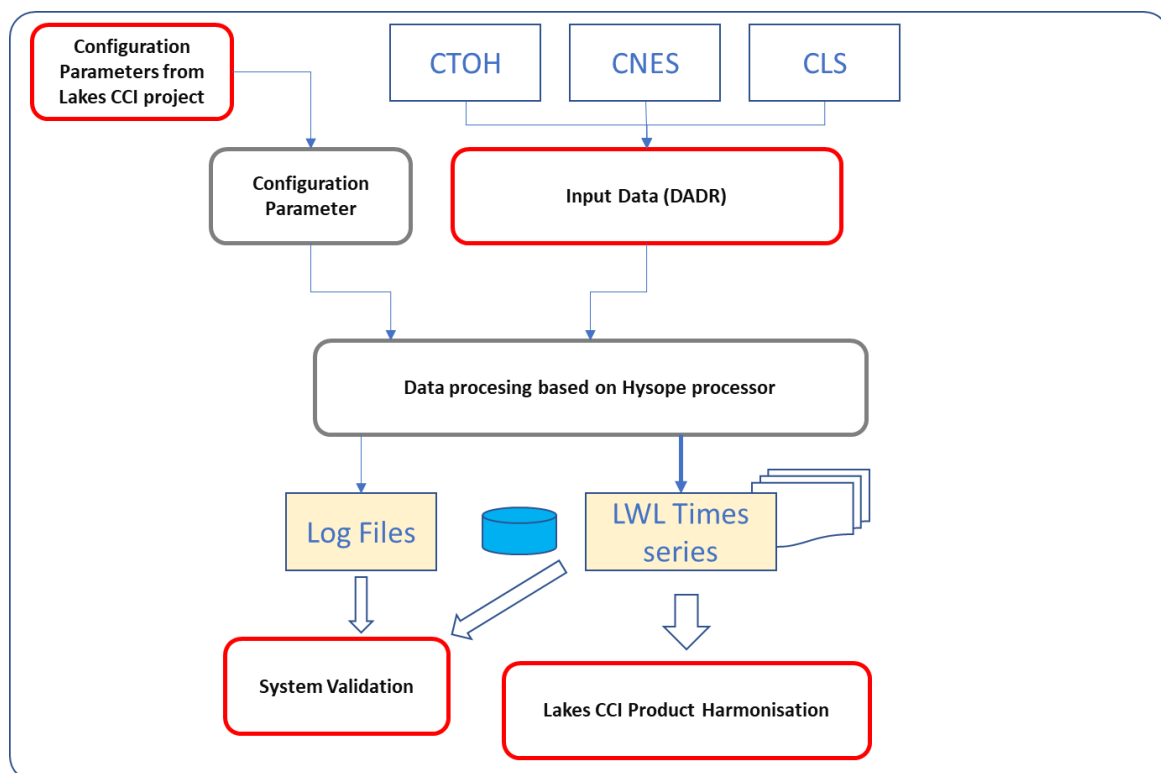 Configuration
Parameters from
Lakes CCI project
CTOH
CNES
CLS
Configuration
Parameter
Input Data (DADR)
Data procesing based on Hysope processor
Log Files
LWL Times
series
System Validation
Lakes CCI Product Harmonisation